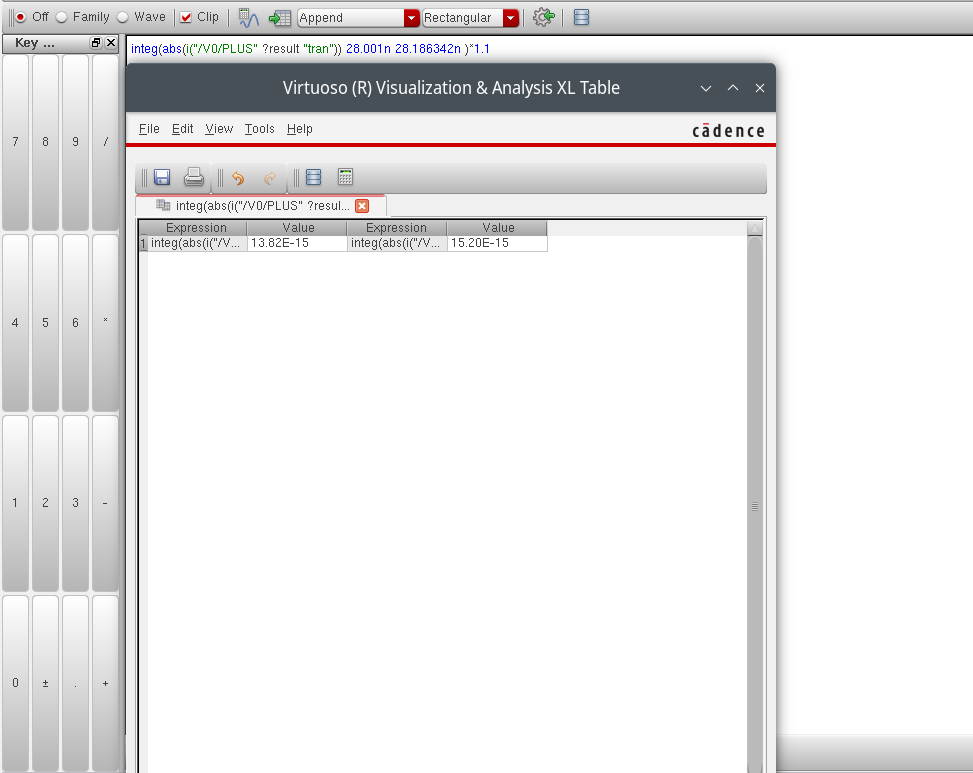 Off Family Wave Clip Append Rectangular
Key ...
integ(abs(i("/V0/PLUS" ?result "tran")) 28.001n 28.186342n )*1.1
Virtuoso (R) Visualization & Analysis XL Table
File Edit View Tools Help
cādence
integ(abs(i("/V0/PLUS" ?resul...
Expression Value Expression Value
1 integ(abs(i("/V... 13.82E-15 integ(abs(i("/V... 15.20E-15
7 8 9 /
4 5 6 *
1 2 3 -
0 ± . +